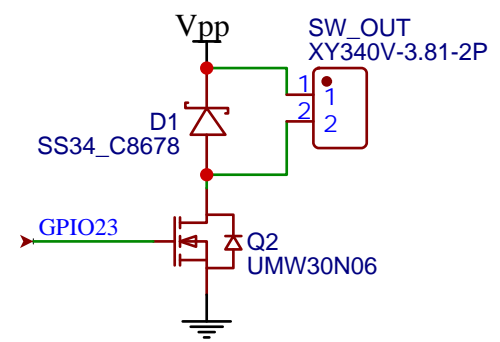 Vpp
SW_OUT
XY340V-3.81-2P
1
1
2
2
D1
SS34_C8678
GPIO23
Q2
UMW30N06